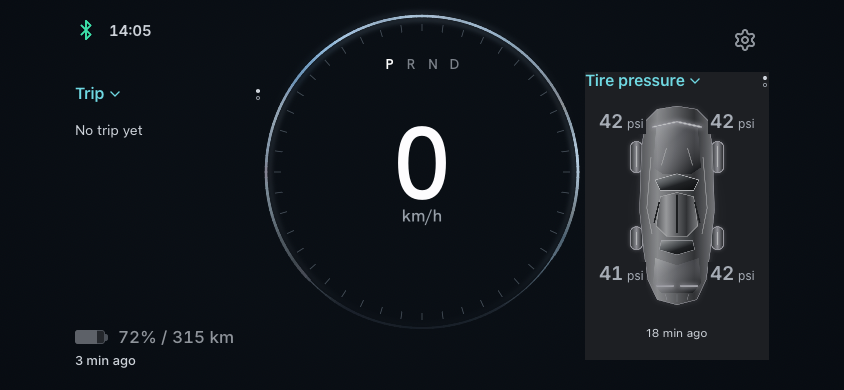 14:05
P R N D
Trip
No trip yet
0
km/h
72% / 315 km
3 min ago
Tire pressure
42 psi 42 psi
41 psi 42 psi
18 min ago